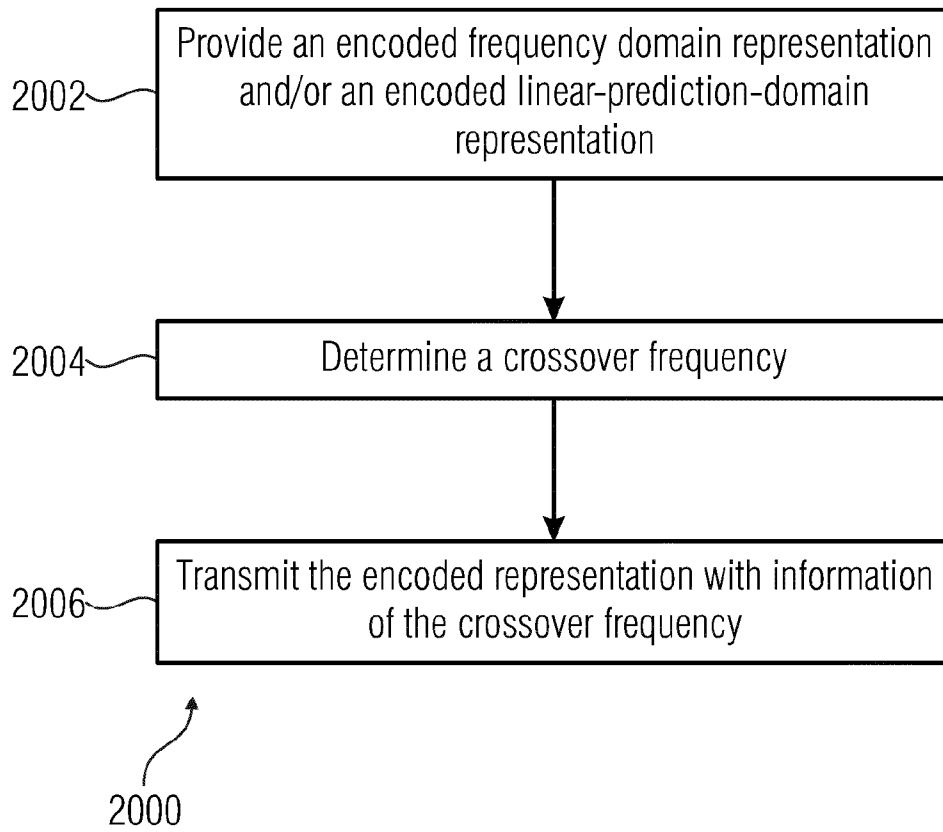 2002
Provide an encoded frequency domain representation
and/or an encoded linear-prediction-domain
representation
2004
Determine a crossover frequency
2006
Transmit the encoded representation with information
of the crossover frequency
2000